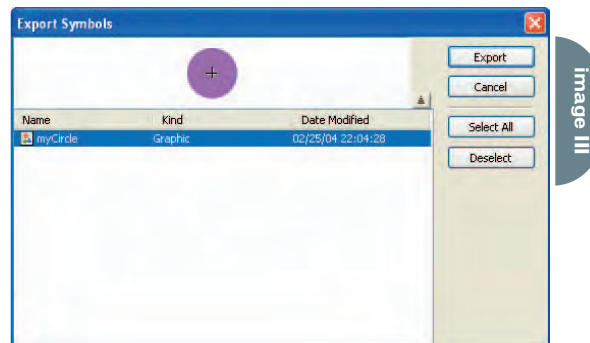 Export Symbols
Export
Cancel
Select All
Deselect
Name Kind Date Modified
myCircle Graphic 02/25/04 22:04:28
image III